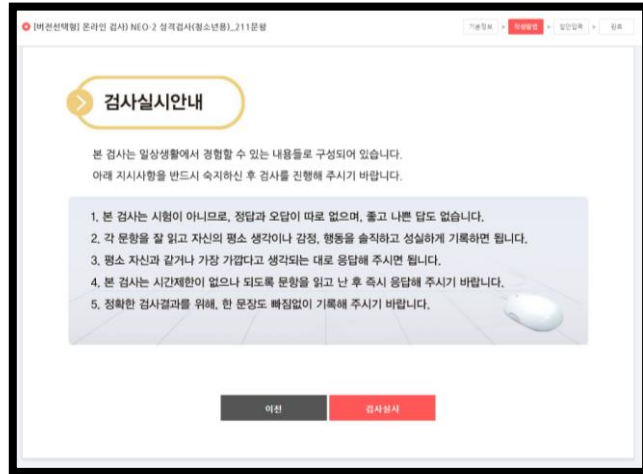 [버전선택형] 온라인 검사) NEO-2 성격검사(청소년용)_211문항
기본정보 > 작성방법 > 답안입력 > 완료
검사실시안내
본 검사는 일상생활에서 경험할 수 있는 내용들로 구성되어 있습니다.
아래 지시사항을 반드시 숙지하신 후 검사를 진행해 주시기 바랍니다.
1. 본 검사는 시험이 아니므로, 정답과 오답이 따로 없으며, 좋고 나쁜 답도 없습니다.
2. 각 문항을 잘 읽고 자신의 평소 생각이나 감정, 행동을 솔직하고 성실하게 기록하면 됩니다.
3. 평소 자신과 같거나 가장 가깝다고 생각되는 대로 응답해 주시면 됩니다.
4. 본 검사는 시간제한이 없으나 되도록 문항을 읽고 난 후 즉시 응답해 주시기 바랍니다.
5. 정확한 검사결과를 위해, 한 문장도 빠짐없이 기록해 주시기 바랍니다.
이전
검사실시